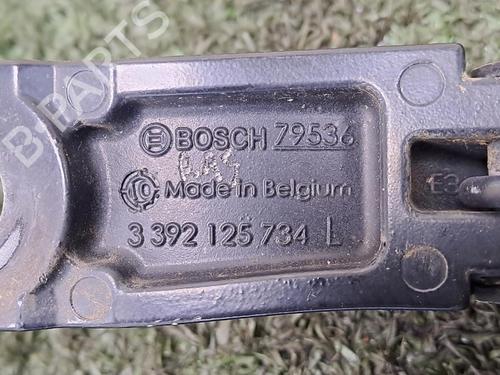 BOSCH 79536
Made in Belgium
3 392 125 734 L
B-PARTS